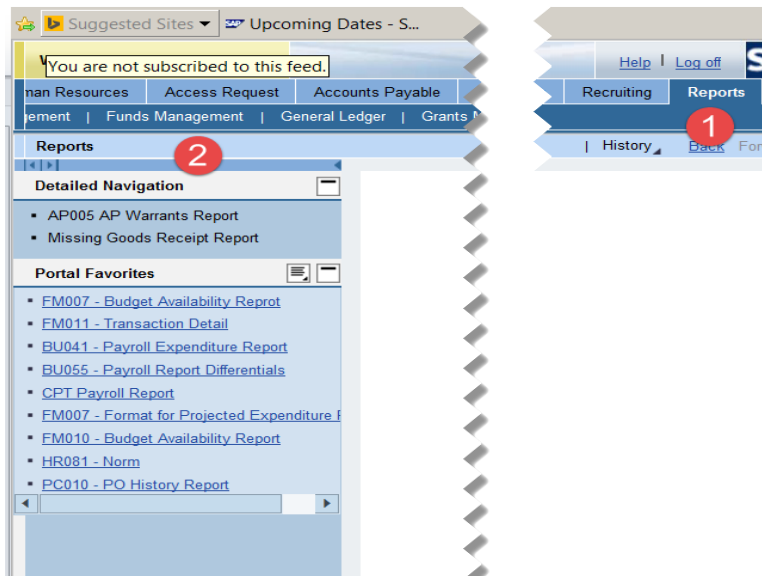 Suggested Sites ▾ Upcoming Dates - S...
You are not subscribed to this feed.
Help | Log off
man Resources Access Request Accounts Payable Recruiting Reports
gement | Funds Management | General Ledger | Grants M
1
Reports | History Back For
2
Detailed Navigation
AP005 AP Warrants Report
Missing Goods Receipt Report
Portal Favorites
FM007 - Budget Availability Reprot
FM011 - Transaction Detail
BU041 - Payroll Expenditure Report
BU055 - Payroll Report Differentials
CPT Payroll Report
FM007 - Format for Projected Expenditure
FM010 - Budget Availability Report
HR081 - Norm
PC010 - PO History Report